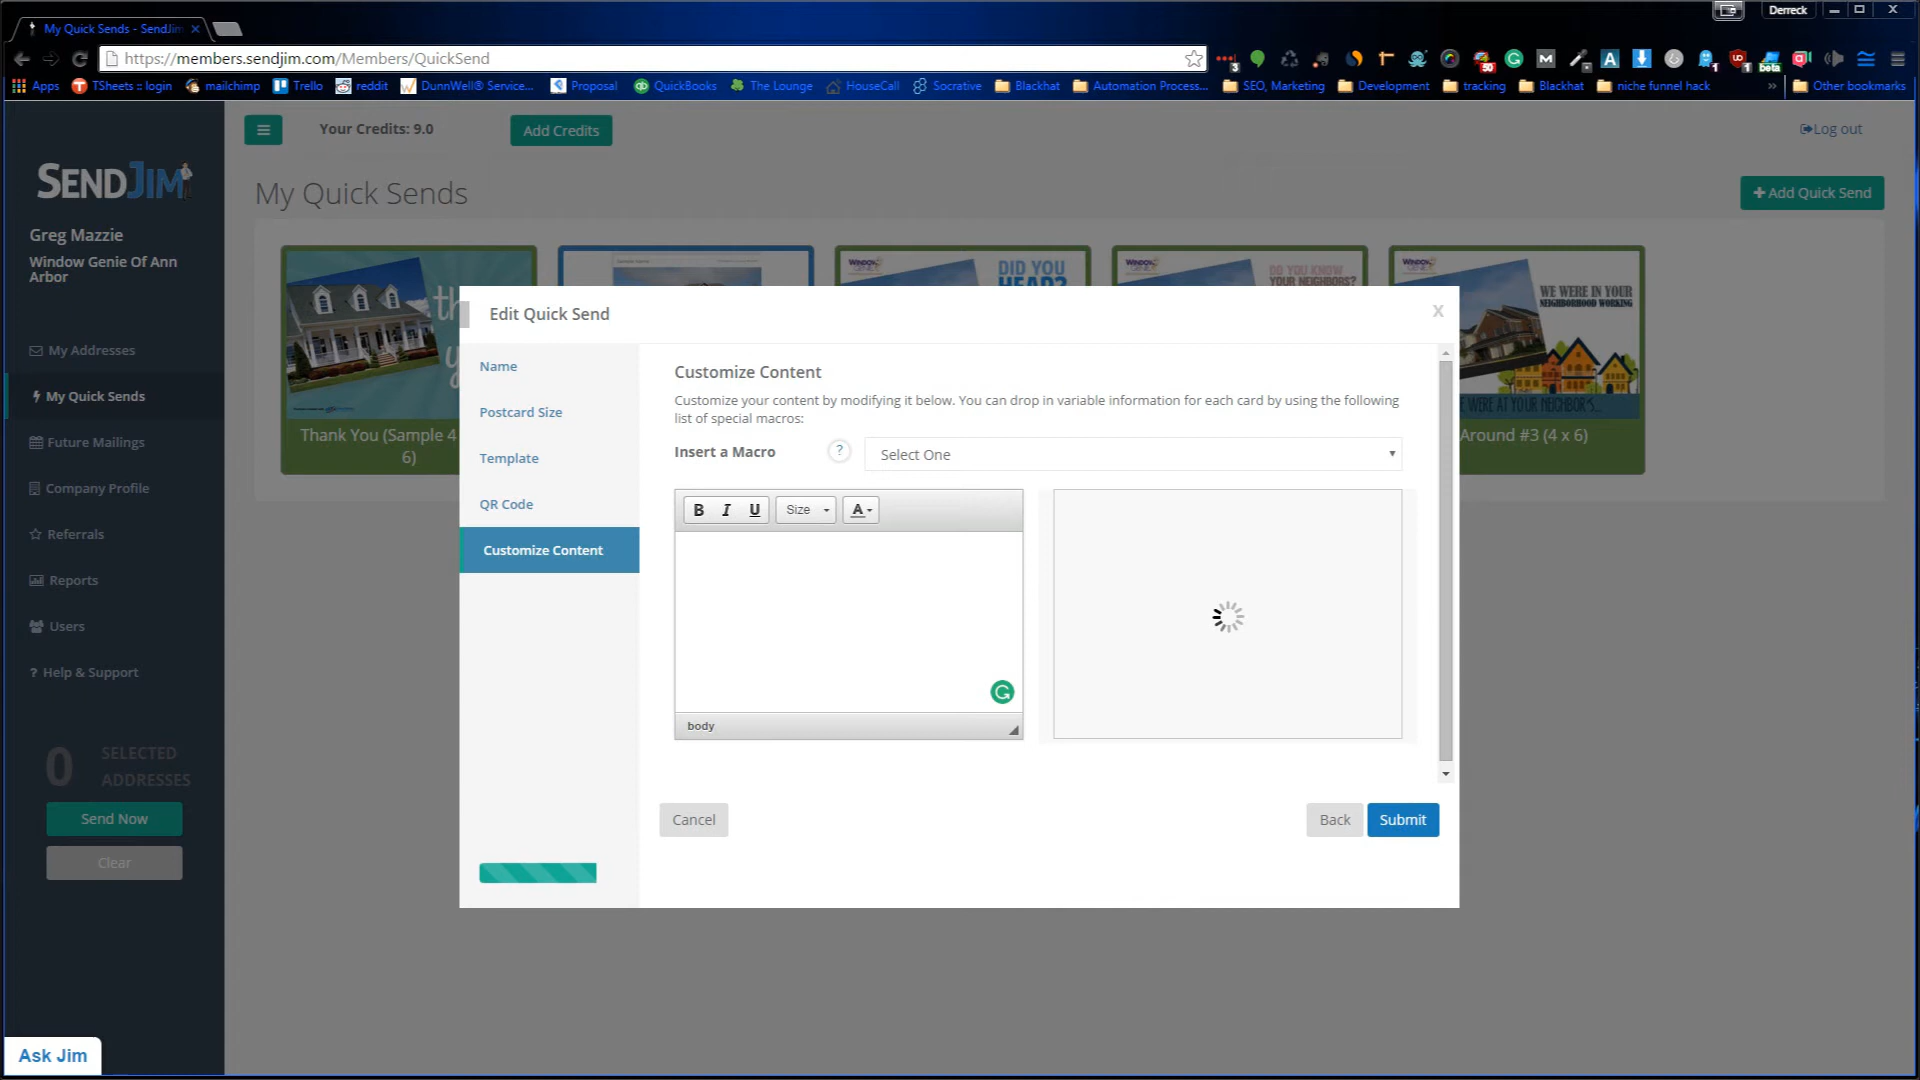 My Quick Sends - SendJim
Derreck
https://members.sendjim.com/Members/QuickSend
Apps
TSheets :: login
mailchimp
Trello
reddit
DunnWell® Service...
Proposal
QuickBooks
The Lounge
HouseCall
Socrative
Blackhat
Automation Process...
SEO, Marketing
Development
tracking
Blackhat
niche funnel hack
»
Other bookmarks
Your Credits: 9.0
Add Credits
Log out
SENDJIM
My Quick Sends
Add Quick Send
Greg Mazzie
Window Genie Of Ann
Arbor
My Addresses
My Quick Sends
Future Mailings
Company Profile
Referrals
Reports
Users
Help & Support
0 SELECTED
ADDRESSES
Send Now
Clear
Ask Jim
Thank You (Sample 4
6)
DID YOU
HEAR?
DO YOU KNOW
YOUR NEIGHBORS?
WE WERE IN YOUR
NEIGHBORHOOD WORKING
E WERE AT YOUR NEIGHBOR'S...
Around #3 (4 x 6)
Edit Quick Send
X
Name
Postcard Size
Template
QR Code
Customize Content
Customize Content
Customize your content by modifying it below. You can drop in variable information for each card by using the following
list of special macros:
Insert a Macro
?
Select One
B I U Size A
body
Cancel
Back
Submit